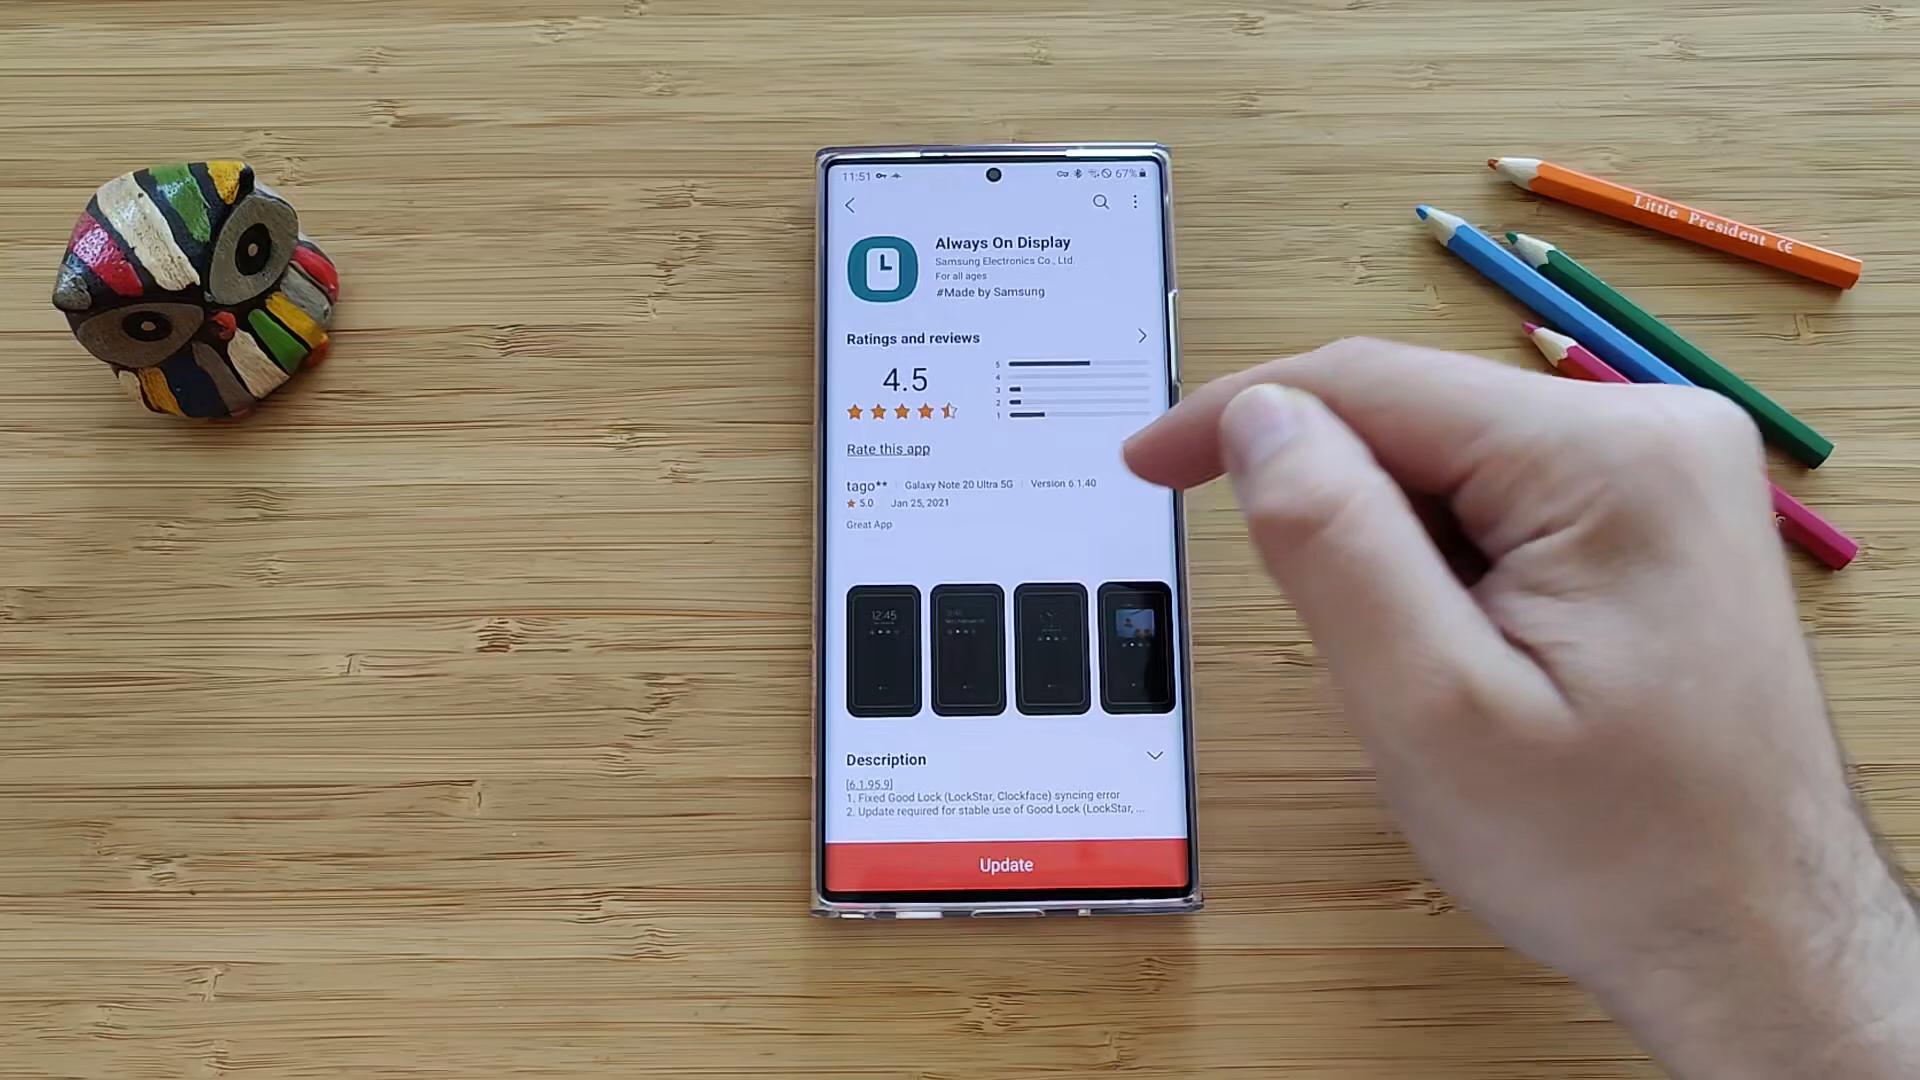 11:51
67%
Always On Display
Samsung Electronics Co., Ltd.
For all ages
#Made by Samsung
Ratings and reviews
4.5
5
4
3
2
1
Rate this app
tago** Galaxy Note 20 Ultra 5G Version 6.1.40
5.0 Jan 25, 2021
Great App
12:45
Description
[6.1.95.9]
1. Fixed Good Lock (LockStar, Clockface) syncing error
2. Update required for stable use of Good Lock (LockStar, ...
Update
Little President CE